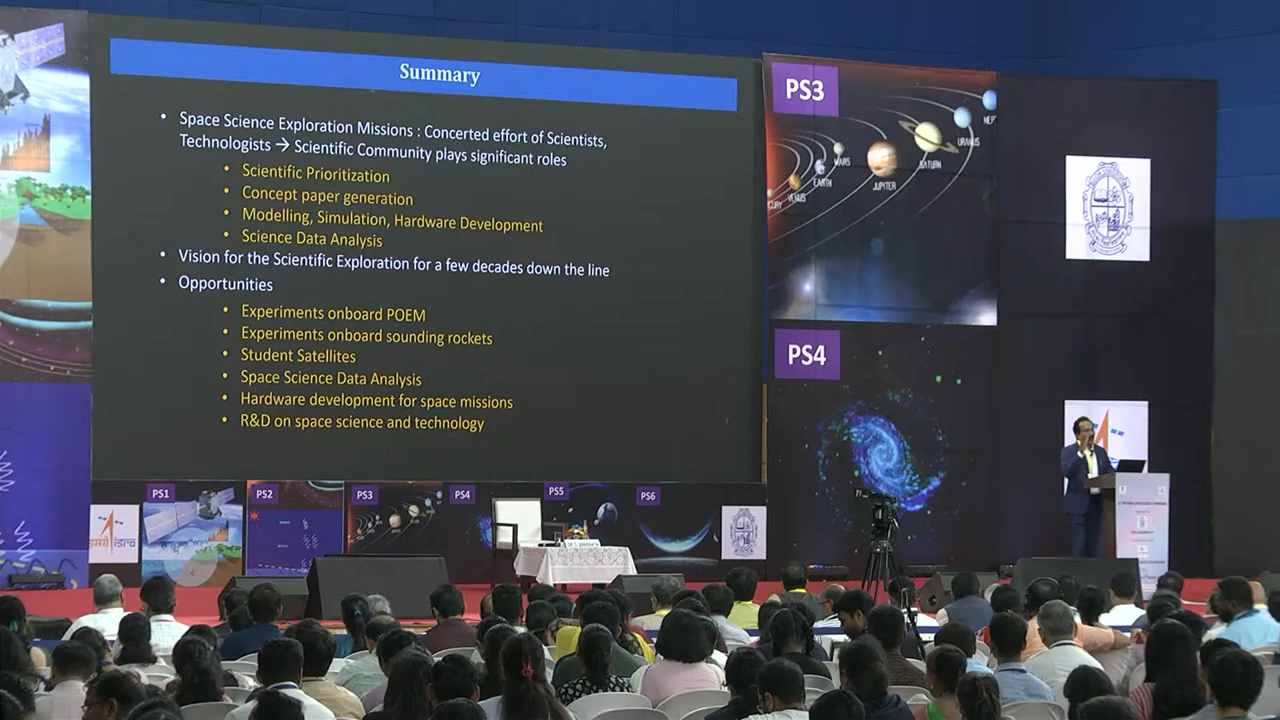 Summary
• Space Science Exploration Missions : Concerted effort of Scientists,
Technologists → Scientific Community plays significant roles
• Scientific Prioritization
• Concept paper generation
• Modelling, Simulation, Hardware Development
• Science Data Analysis
• Vision for the Scientific Exploration for a few decades down the line
• Opportunities
• Experiments onboard POEM
• Experiments onboard sounding rockets
• Student Satellites
• Space Science Data Analysis
• Hardware development for space missions
• R&D on space science and technology
PS3
URANUS
SATURN
MARS
JUPITER
EARTH
VENUS
PS4
PS1
PS2
PS3
PS4
PS5
PS6
इसरो isra